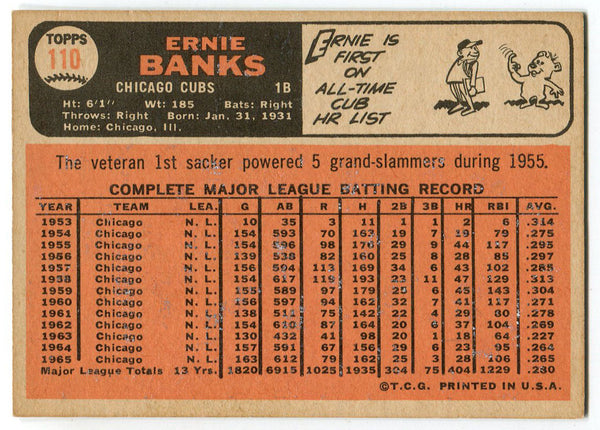 TOPPS
110
ERNIE
BANKS
CHICAGO CUBS 1B
Ht: 6'1" Wt: 185 Bats: Right
Throws: Right Born: Jan. 31, 1931
Home: Chicago, Ill.
ERNIE IS
FIRST
ON
ALL-TIME
CUB
HR LIST
The veteran 1st sacker powered 5 grand-slammers during 1955.
COMPLETE MAJOR LEAGUE BATTING RECORD
YEAR TEAM LEA. G AB R H 2B 3B HR RBI AVG.
1953 Chicago N. L. 10 35 3 11 1 1 2 6 .314
1954 Chicago N. L. 154 593 70 163 19 7 19 79 .275
1955 Chicago N. L. 154 596 98 176 29 9 44 117 .295
1956 Chicago N. L. 139 538 82 160 25 8 28 85 .297
1957 Chicago N. L. 156 594 113 169 34 6 43 102 .285
1958 Chicago N. L. 154 617 119 193 23 11 47 129 .313
1959 Chicago N. L. 155 589 97 179 25 6 45 143 .304
1960 Chicago N. L. 156 597 94 162 32 7 41 117 .271
1961 Chicago N. L. 138 511 75 142 22 4 29 80 .278
1962 Chicago N. L. 154 610 87 164 20 6 37 104 .269
1963 Chicago N. L. 130 432 41 98 20 1 18 64 .227
1964 Chicago N. L. 157 591 67 156 29 6 23 95 .264
1965 Chicago N. L. 163 612 79 162 25 3 28 106 .265
Major League Totals 13 Yrs. 1820 6915 1025 1935 304 75 404 1229 .280
©T.C.G. PRINTED IN U.S.A.